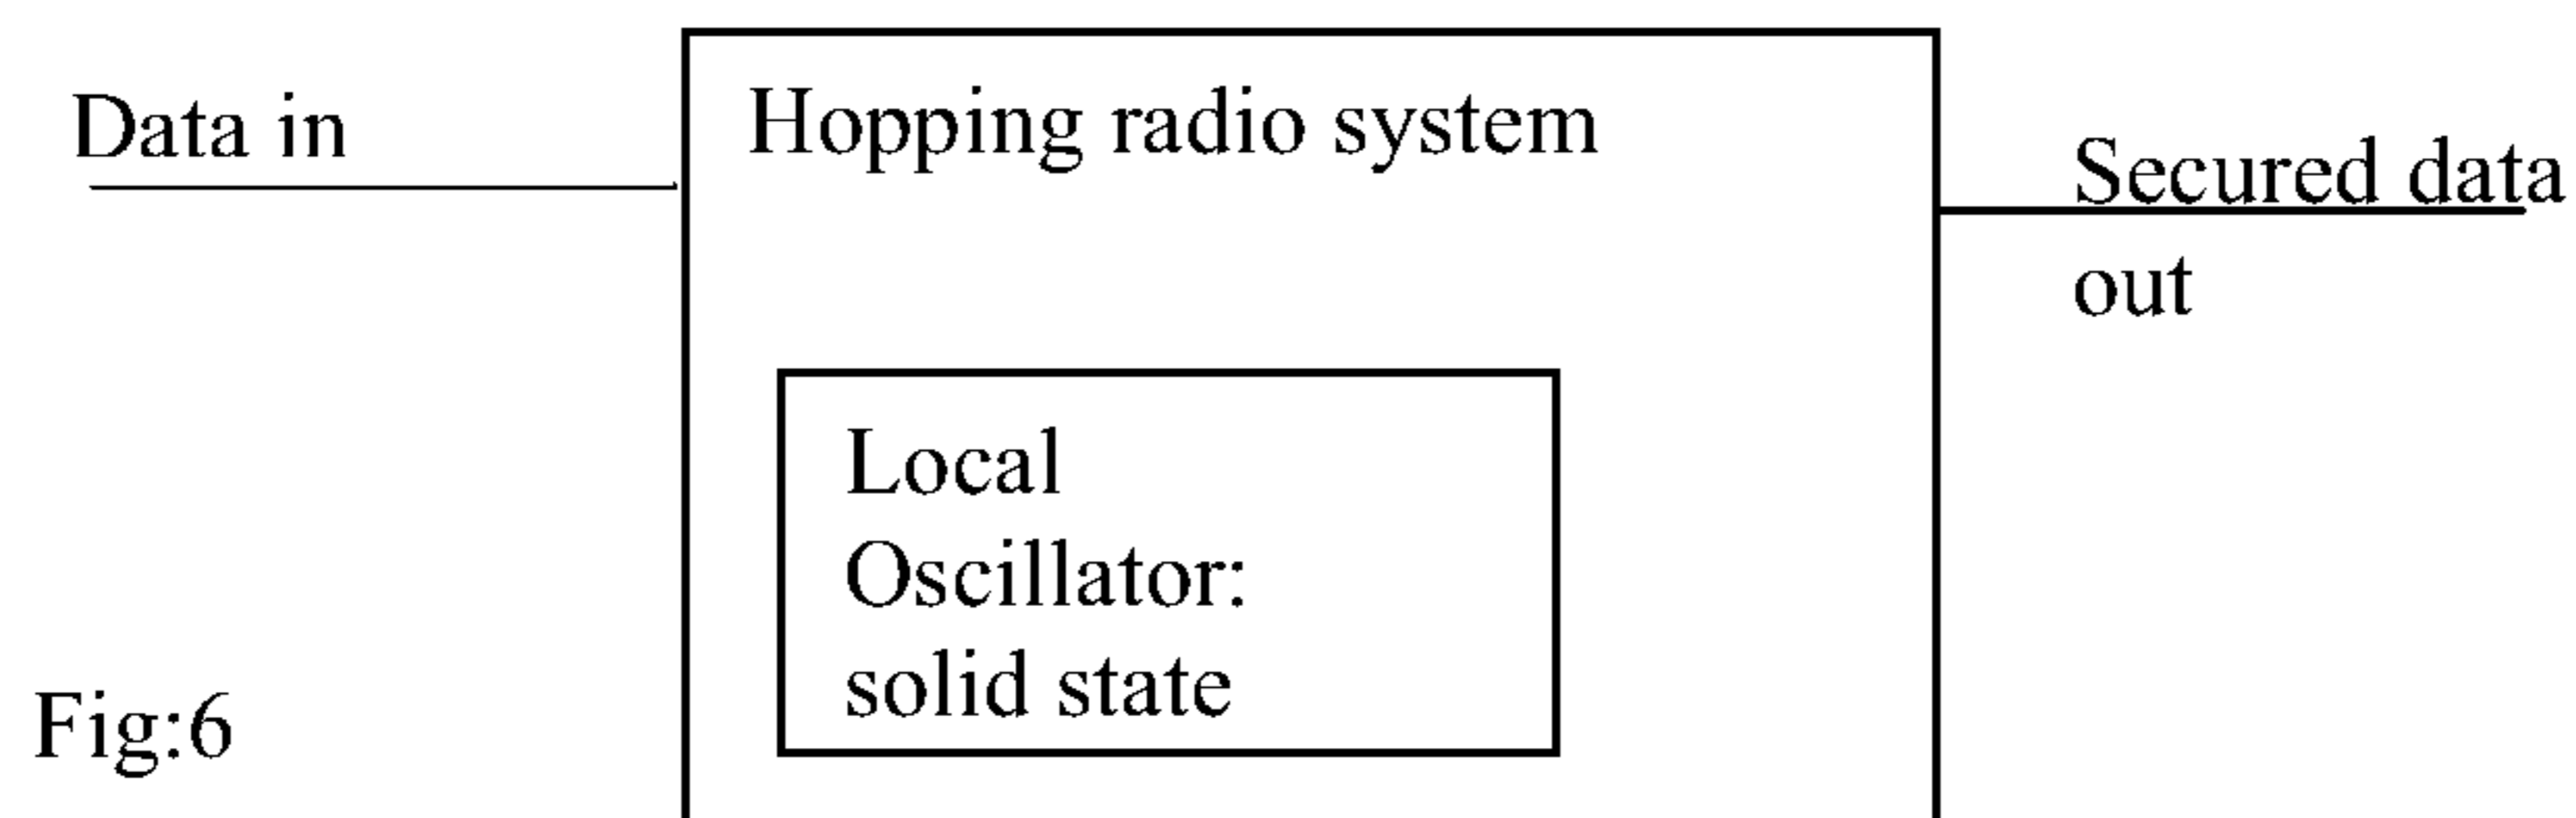 Data in
Hopping radio system
Secured data
out
Local
Oscillator:
solid state
Fig:6